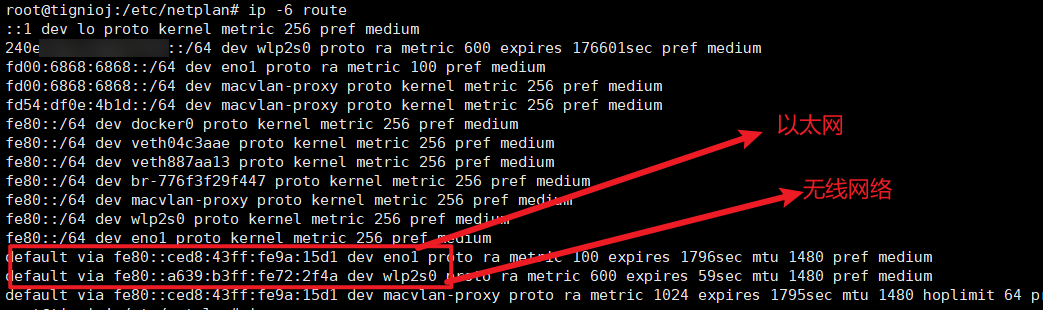 root@tignioj:/etc/netplan# ip -6 route
::1 dev lo proto kernel metric 256 pref medium
240e ::/64 dev wlp2s0 proto ra metric 600 expires 176601sec pref medium
fd00:6868:6868::/64 dev eno1 proto ra metric 100 pref medium
fd00:6868:6868::/64 dev macvlan-proxy proto kernel metric 256 pref medium
fd54:df0e:4b1d::/64 dev macvlan-proxy proto kernel metric 256 pref medium
fe80::/64 dev docker0 proto kernel metric 256 pref medium
以太网
fe80::/64 dev veth04c3aae proto kernel metric 256 pref medium
fe80::/64 dev veth887aa13 proto kernel metric 256 pref medium
fe80::/64 dev br-776f3f29f447 proto kernel metric 256 pref medium
无线网络
fe80::/64 dev macvlan-proxy proto kernel metric 256 pref medium
fe80::/64 dev wlp2s0 proto kernel metric 256 pref medium
fe80::/64 dev eno1 proto kernel metric 256 pref medium
default via fe80::ced8:43ff:fe9a:15d1 dev eno1 proto ra metric 100 expires 1796sec mtu 1480 pref medium
default via fe80::a639:b3ff:fe72:2f4a dev wlp2s0 proto ra metric 600 expires 59sec mtu 1480 pref medium
default via fe80::ced8:43ff:fe9a:15d1 dev macvlan-proxy proto ra metric 1024 expires 1795sec mtu 1480 hoplimit 64 pr